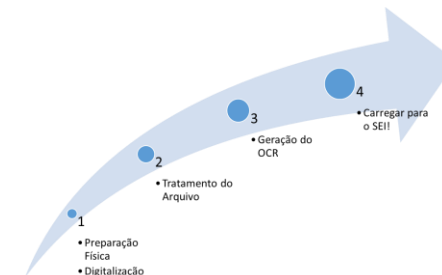 1
• Preparação
Física
• Digitalização
2
• Tratamento do
Arquivo
3
• Geração do
OCR
4
• Carregar para
o SEI!